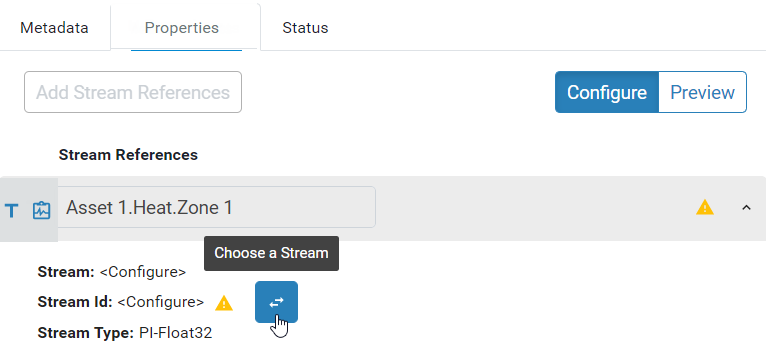 Metadata Properties Status
Add Stream References Configure Preview
Stream References
T Asset 1.Heat.Zone 1
Choose a Stream
Stream: <Configure>
Stream Id: <Configure>
Stream Type: PI-Float32